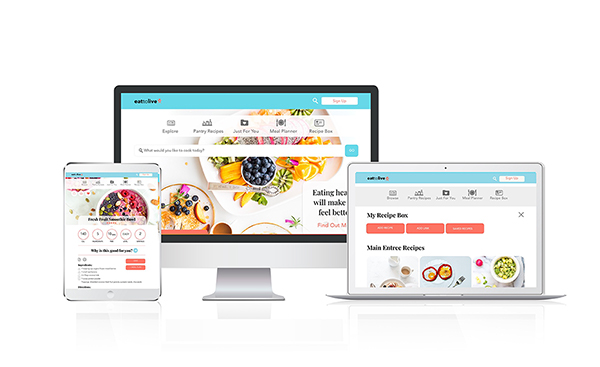 eattolive
Sign Up
Explore Pantry Recipes Just For You Meal Planner Recipe Box
What would you like to cook today?
GO
Eating hea
will make
feel bette
Find Out M
Fresh Fruit Smoothie Bowl
140 5
Why is this good for you?
Ingredients:
Directions:
eattolive
Sign Up
Browse Pantry Recipes Just For You Meal Planner Recipe Box
My Recipe Box
Main Entree Recipes